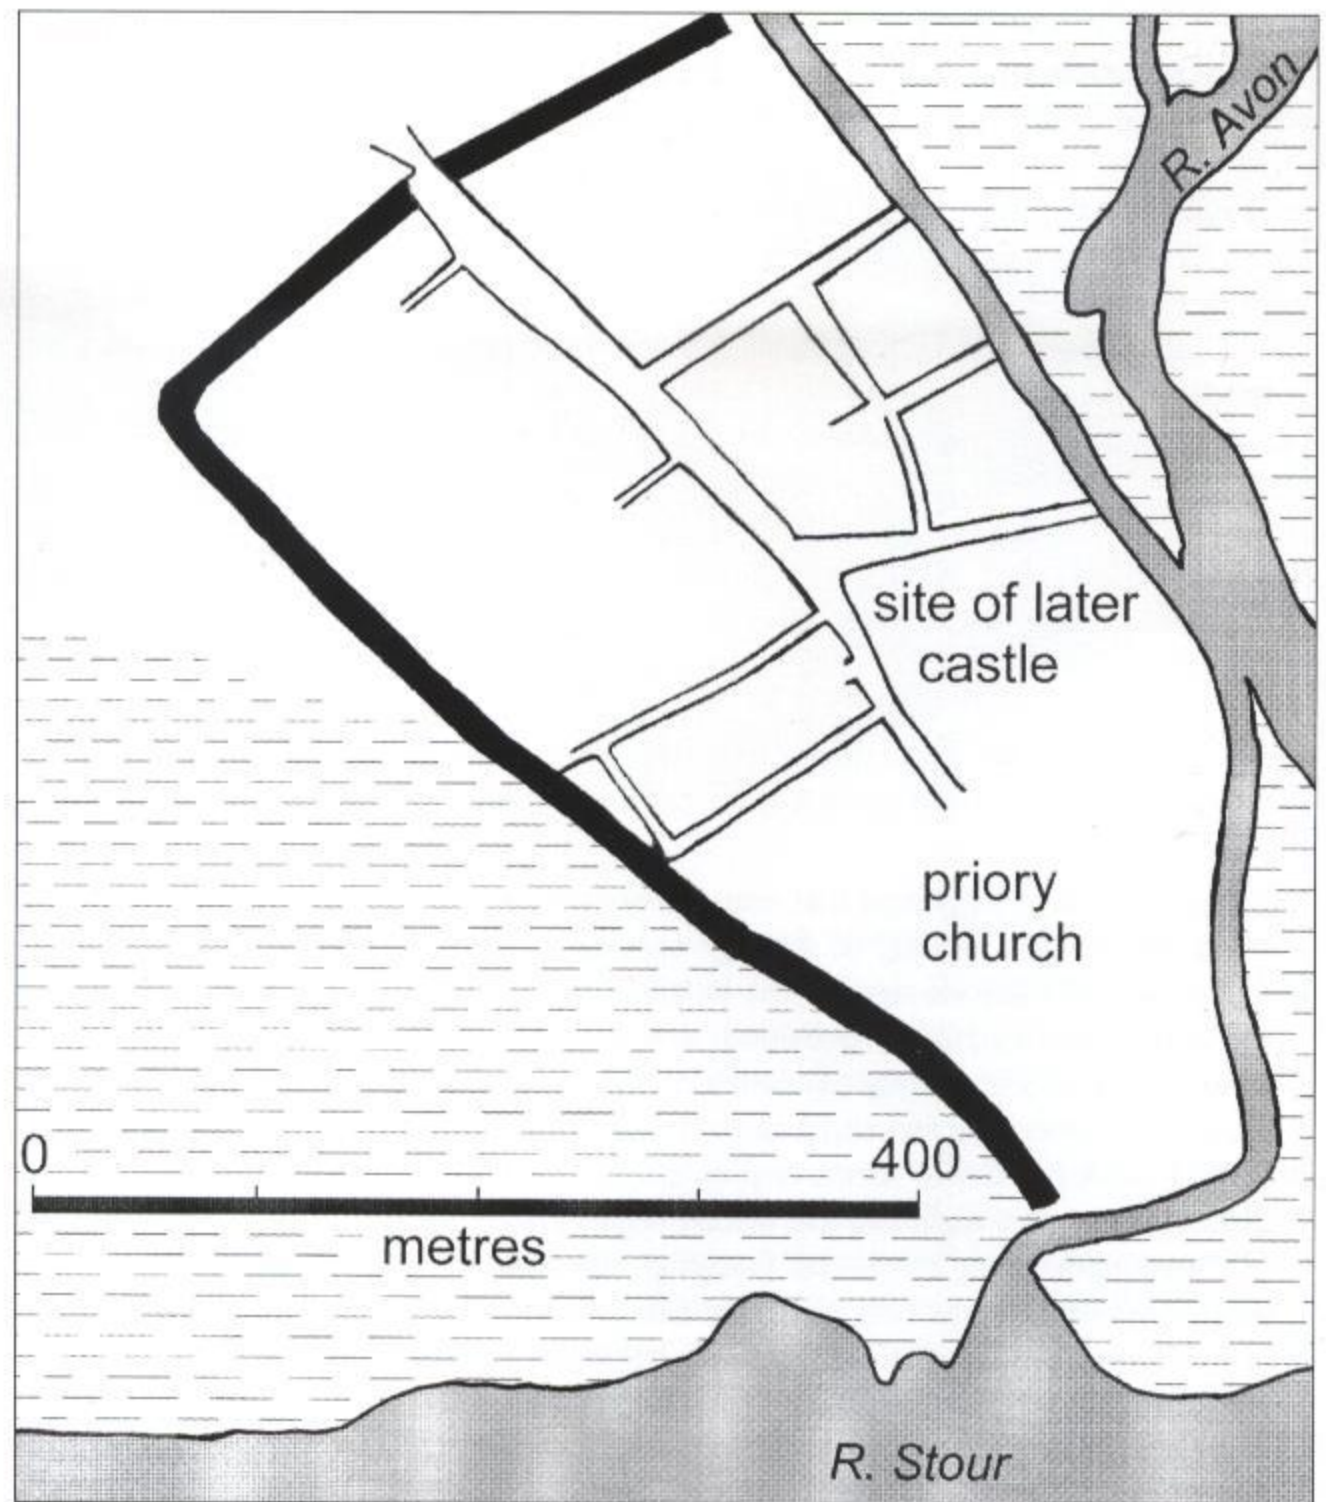 R. Avon
site of later
castle
priory
church
0
400
metres
R. Stour